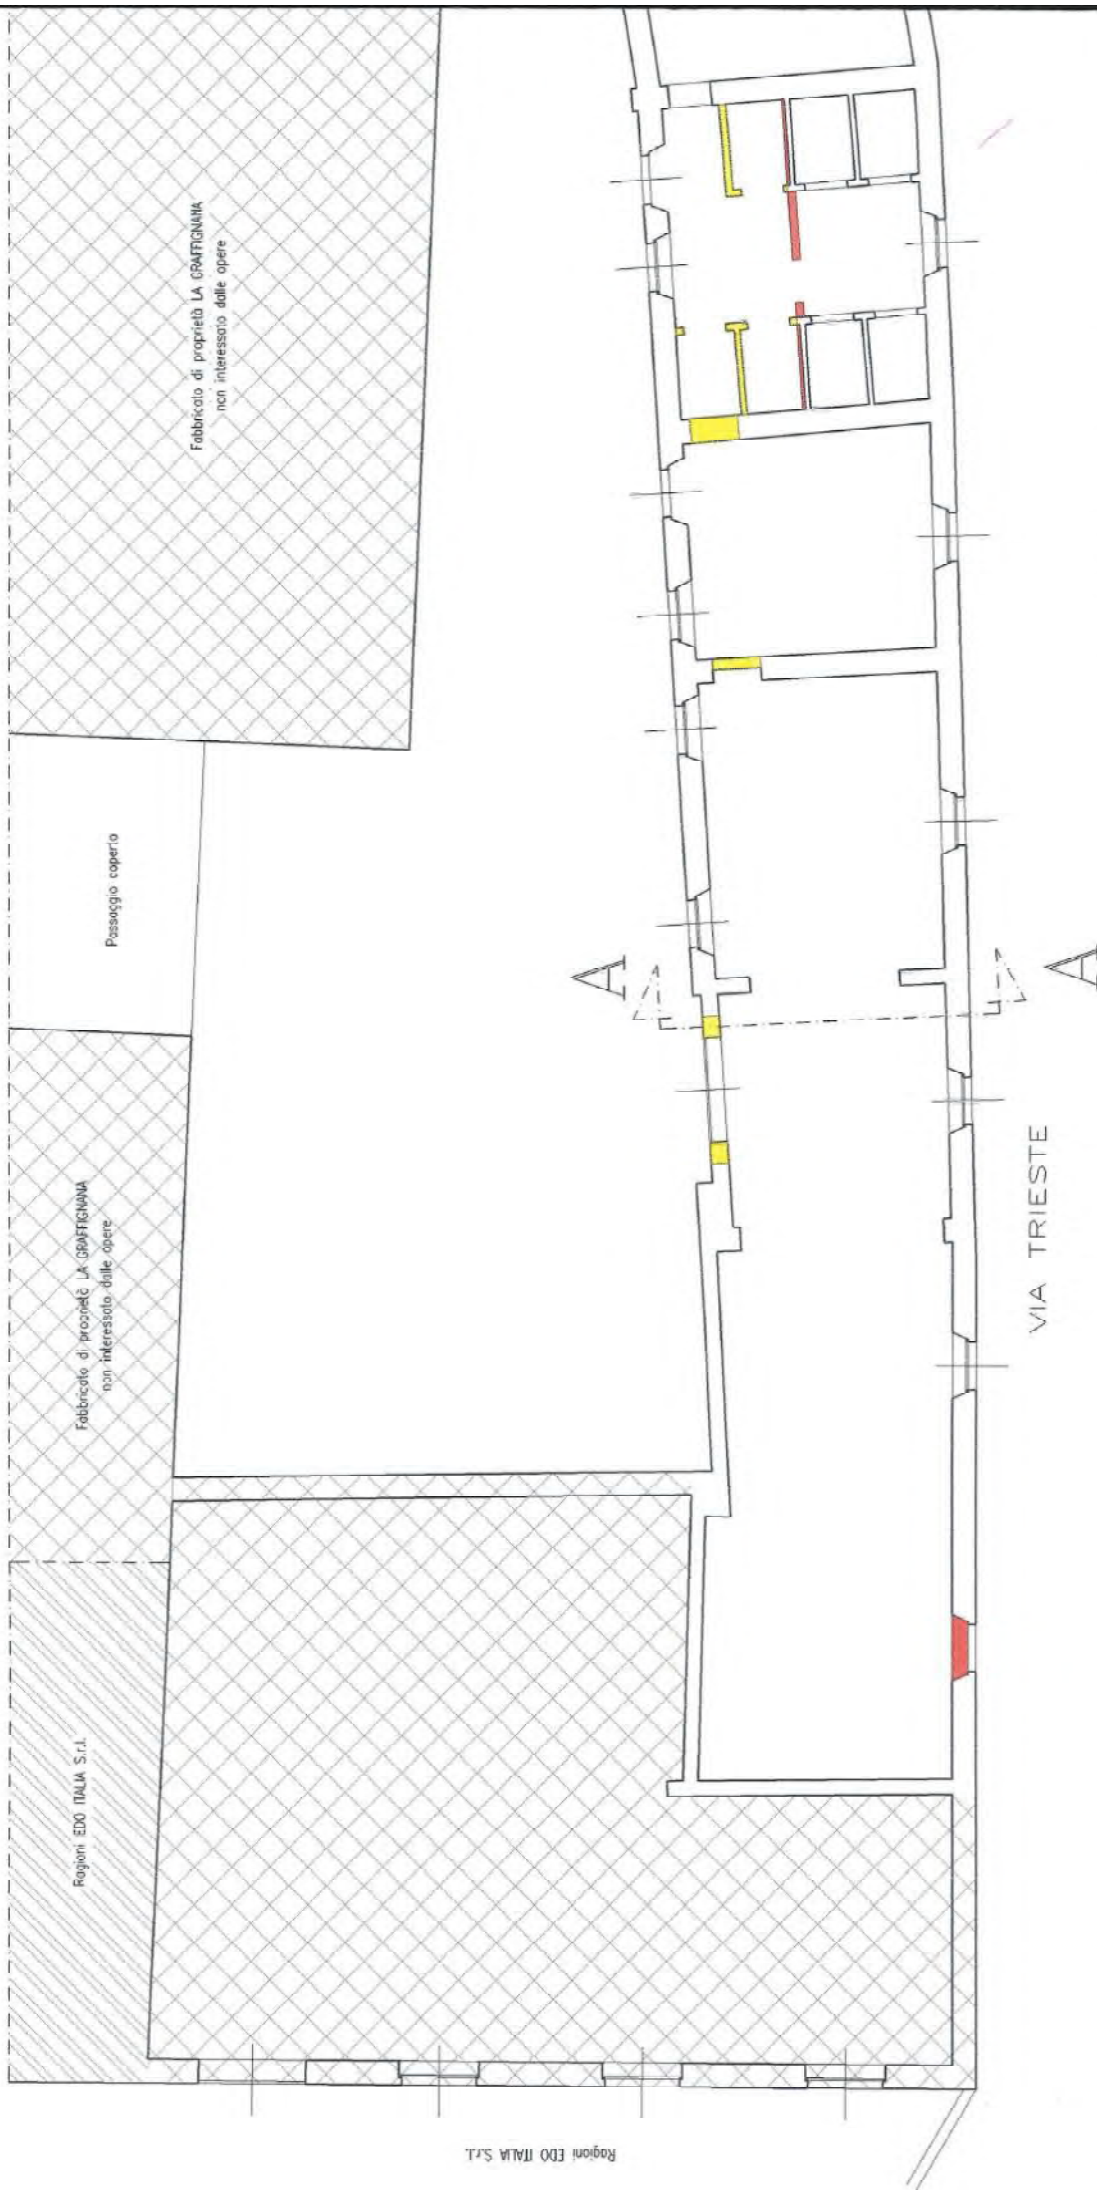 Fabbricato di proprietà LA GRAFFIGNANA
non interessato dalle opere
Passaggio coperto
A
A
Fabbricato di proprietà LA GRAFFIGNANA
non interessato dalle opere
VIA TRIESTE
Ragioni EDO ITALIA S.r.l.
Ragioni EDO ITALIA S.r.l.